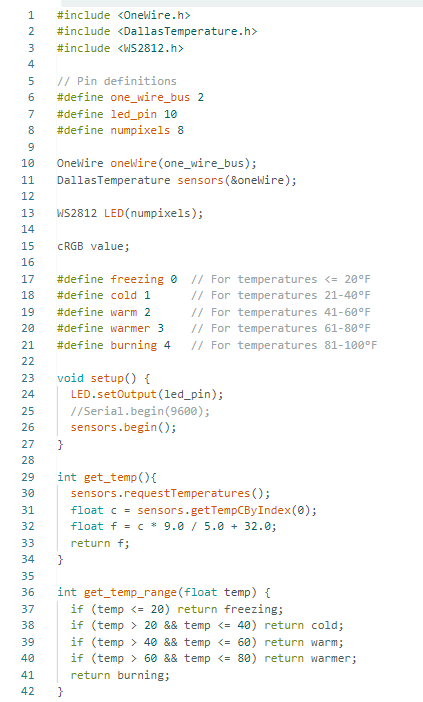 1 #include <OneWire.h>
2 #include <DallasTemperature.h>
3 #include <WS2812.h>
4
5 // Pin definitions
6 #define one_wire_bus 2
7 #define led_pin 10
8 #define numpixels 8
9
10 OneWire oneWire(one_wire_bus);
11 DallasTemperature sensors(&oneWire);
12
13 WS2812 LED(numpixels);
14
15 cRGB value;
16
17 #define freezing 0  // For temperatures <= 20°F
18 #define cold 1      // For temperatures 21-40°F
19 #define warm 2      // For temperatures 41-60°F
20 #define warmer 3    // For temperatures 61-80°F
21 #define burning 4   // For temperatures 81-100°F
22
23 void setup() {
24   LED.setOutput(led_pin);
25   //Serial.begin(9600);
26   sensors.begin();
27 }
28
29 int get_temp(){
30   sensors.requestTemperatures();
31   float c = sensors.getTempCByIndex(0);
32   float f = c * 9.0 / 5.0 + 32.0;
33   return f;
34 }
35
36 int get_temp_range(float temp) {
37   if (temp <= 20) return freezing;
38   if (temp > 20 && temp <= 40) return cold;
39   if (temp > 40 && temp <= 60) return warm;
40   if (temp > 60 && temp <= 80) return warmer;
41   return burning;
42 }